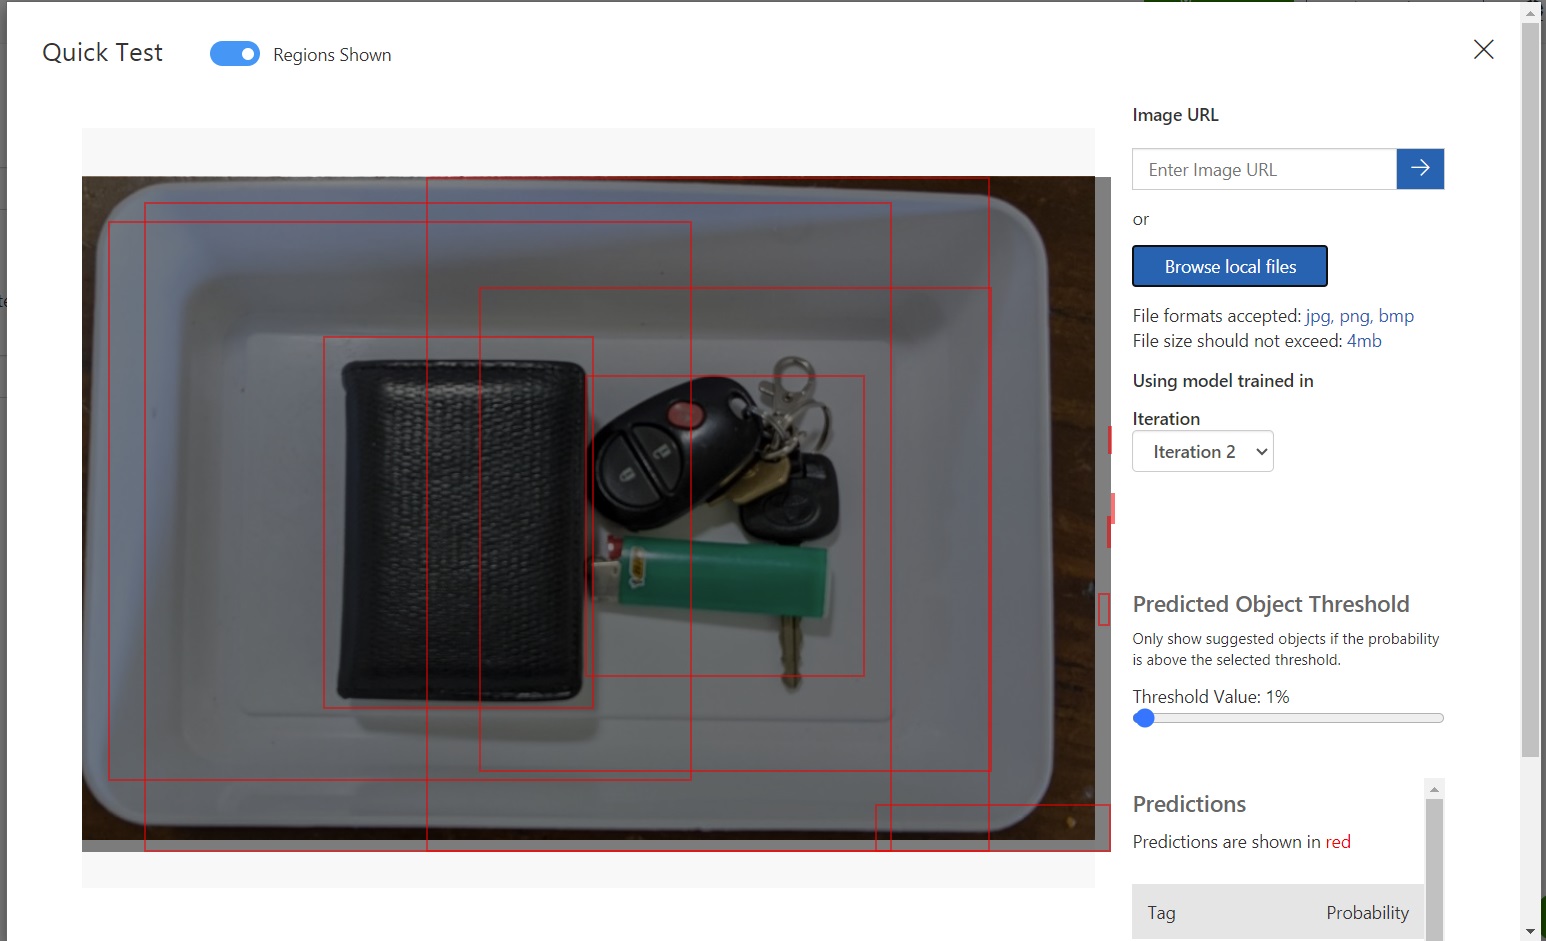 Quick Test
Regions Shown
Image URL
Enter Image URL
or
Browse local files
File formats accepted: jpg, png, bmp
File size should not exceed: 4mb
Using model trained in
Iteration
Iteration 2
Predicted Object Threshold
Only show suggested objects if the probability
is above the selected threshold.
Threshold Value: 1%
Predictions
Predictions are shown in red
Tag Probability